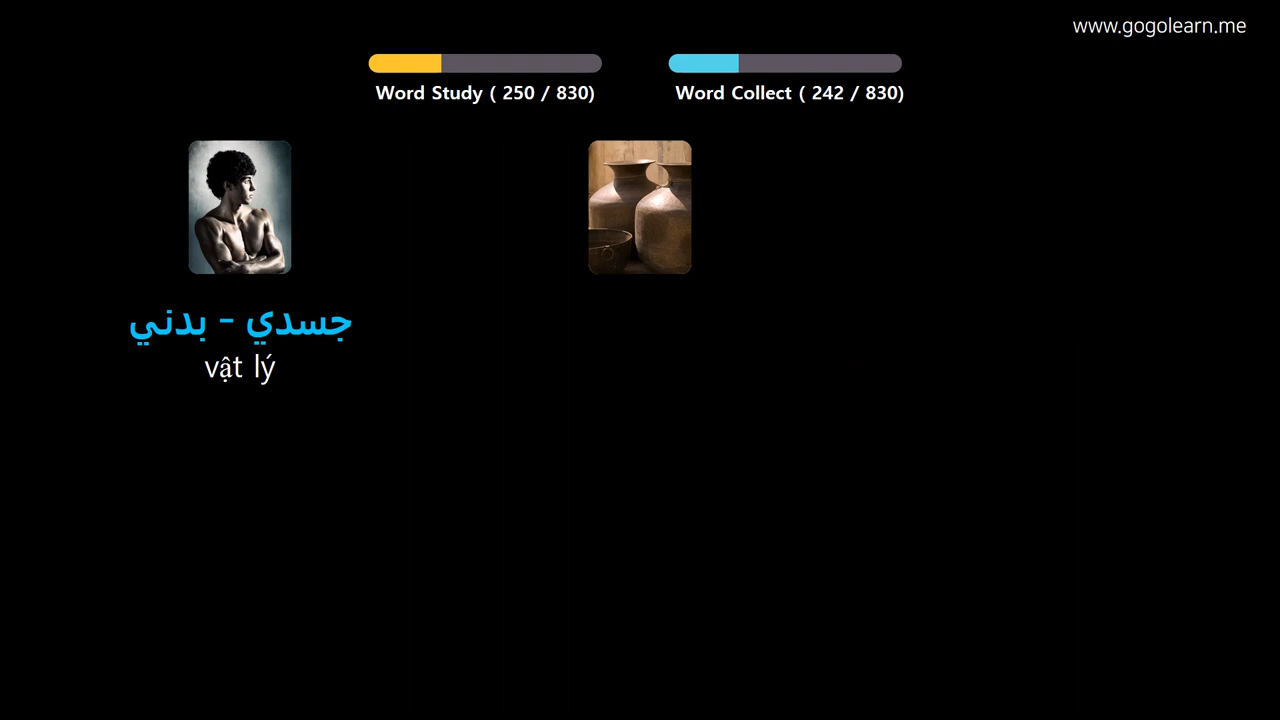 www.gogolearn.me
Word Study ( 250 / 830)
Word Collect ( 242 / 830)
جسدي - بدني
vật lý